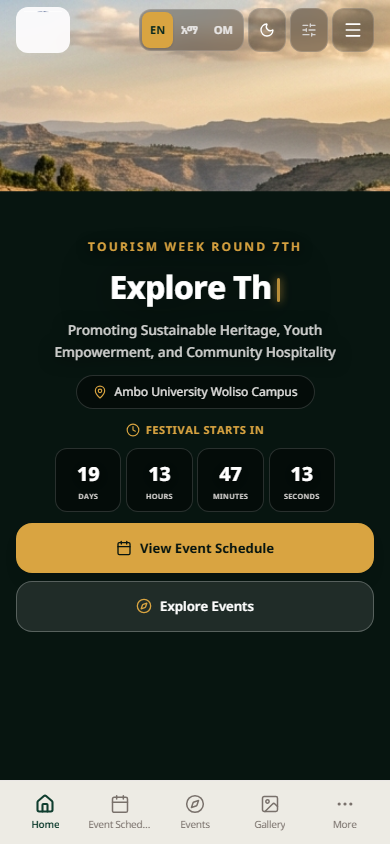 EN አማ OM
TOURISM WEEK ROUND 7TH
Explore Th
Promoting Sustainable Heritage, Youth
Empowerment, and Community Hospitality
Ambo University Woliso Campus
FESTIVAL STARTS IN
19 13 47 13
DAYS HOURS MINUTES SECONDS
View Event Schedule
Explore Events
Home Event Sched... Events Gallery More